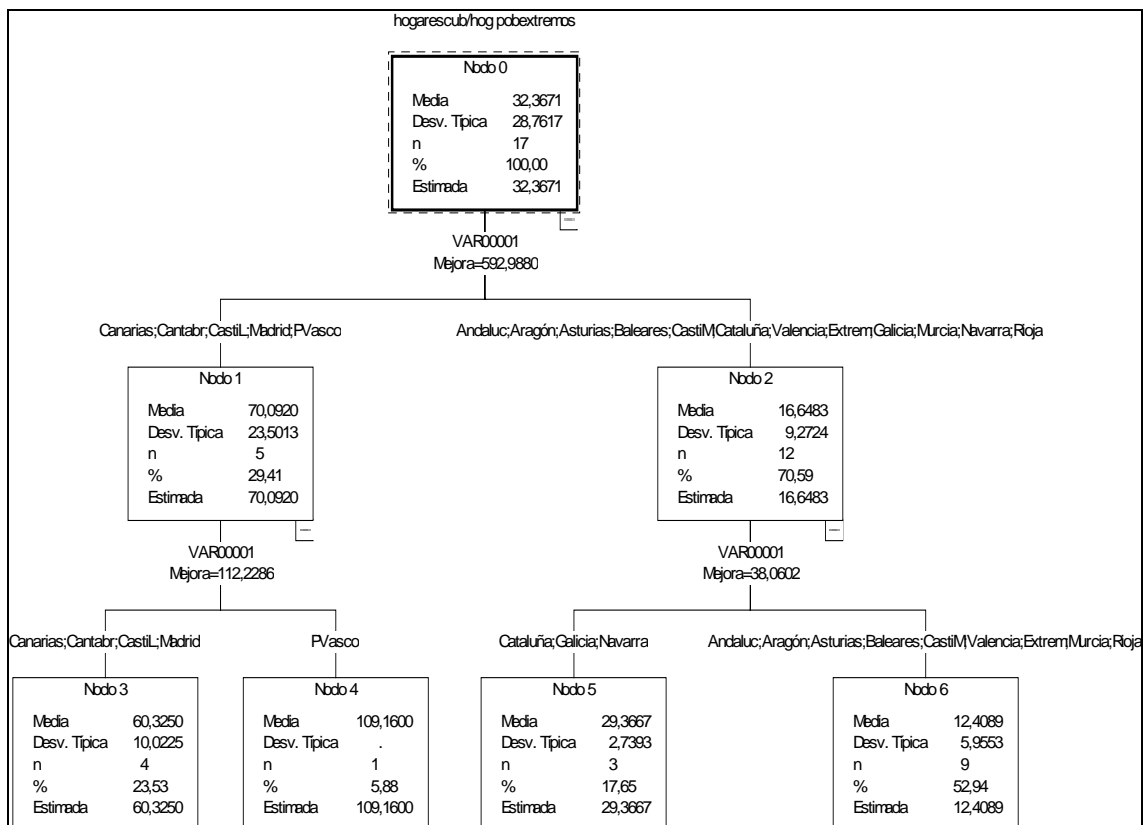 hogarescub/hog pobextremos
Nodo 0
Media 32,3671
Desv. Típica 28,7617
n 17
% 100,00
Estimada 32,3671
VAR00001
Mejora=592,9880
Canarias;Cantabr;CastiL;Madrid;PVasco
Andaluc;Aragón;Asturias;Baleares;CastiM;Cataluña;Valencia;Extrem;Galicia;Murcia;Navarra;Rioja
Nodo 1
Media 70,0920
Desv. Típica 23,5013
n 5
% 29,41
Estimada 70,0920
Nodo 2
Media 16,6483
Desv. Típica 9,2724
n 12
% 70,59
Estimada 16,6483
VAR00001
Mejora=112,2286
VAR00001
Mejora=38,0602
Canarias;Cantabr;CastiL;Madrid
PVasco
Cataluña;Galicia;Navarra
Andaluc;Aragón;Asturias;Baleares;CastiM;Valencia;Extrem;Murcia;Rioja
Nodo 3
Media 60,3250
Desv. Típica 10,0225
n 4
% 23,53
Estimada 60,3250
Nodo 4
Media 109,1600
Desv. Típica .
n 1
% 5,88
Estimada 109,1600
Nodo 5
Media 29,3667
Desv. Típica 2,7393
n 3
% 17,65
Estimada 29,3667
Nodo 6
Media 12,4089
Desv. Típica 5,9553
n 9
% 52,94
Estimada 12,4089